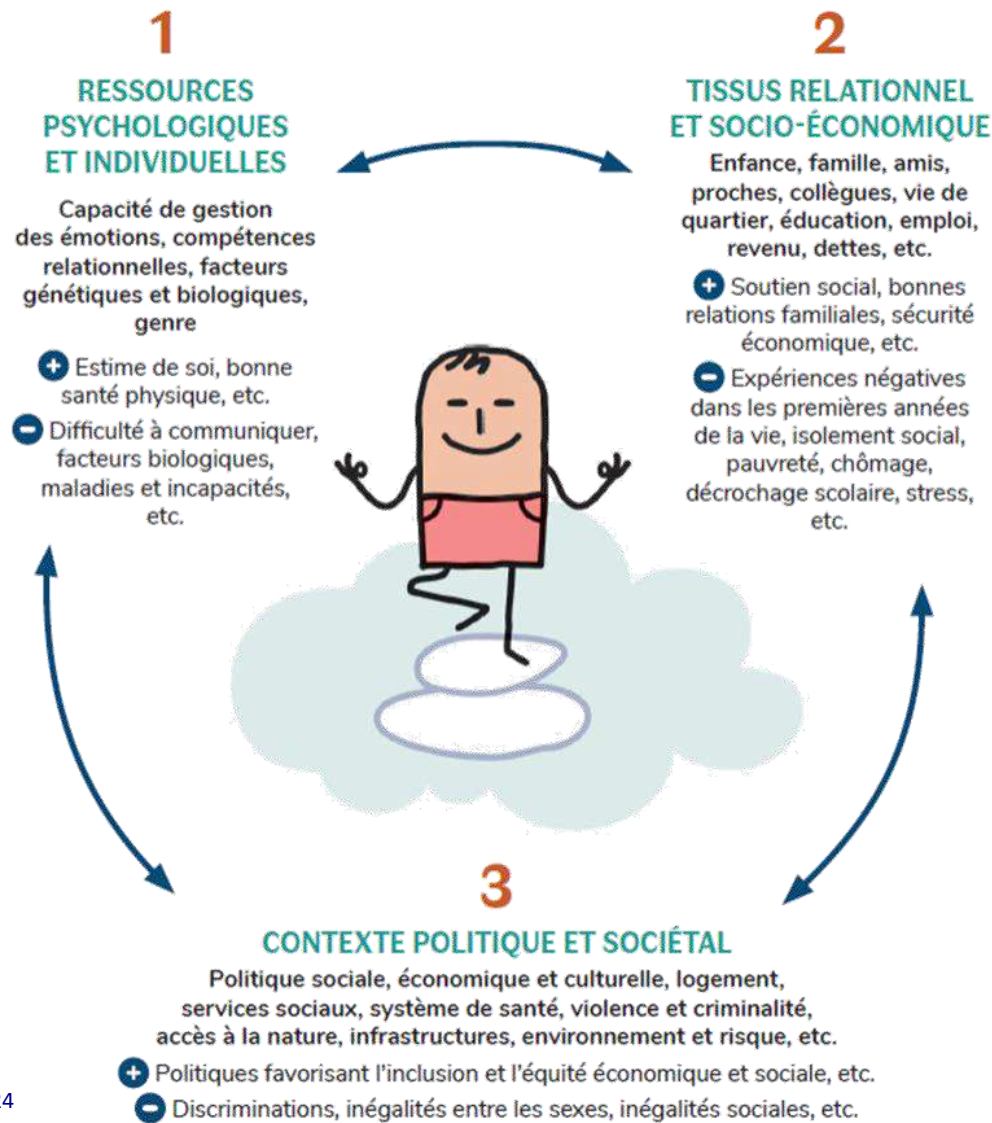 1
RESSOURCES
PSYCHOLOGIQUES
ET INDIVIDUELLES
Capacité de gestion
des émotions, compétences
relationnelles, facteurs
génétiques et biologiques,
genre
+ Estime de soi, bonne
santé physique, etc.
- Difficulté à communiquer,
facteurs biologiques,
maladies et incapacités,
etc.
2
TISSUS RELATIONNEL
ET SOCIO-ÉCONOMIQUE
Enfance, famille, amis,
proches, collègues, vie de
quartier, éducation, emploi,
revenu, dettes, etc.
+ Soutien social, bonnes
relations familiales, sécurité
économique, etc.
- Expériences négatives
dans les premières années
de la vie, isolement social,
pauvreté, chômage,
décrochage scolaire, stress,
etc.
3
CONTEXTE POLITIQUE ET SOCIÉTAL
Politique sociale, économique et culturelle, logement,
services sociaux, système de santé, violence et criminalité,
accès à la nature, infrastructures, environnement et risque, etc.
+ Politiques favorisant l'inclusion et l'équité économique et sociale, etc.
- Discriminations, inégalités entre les sexes, inégalités sociales, etc.